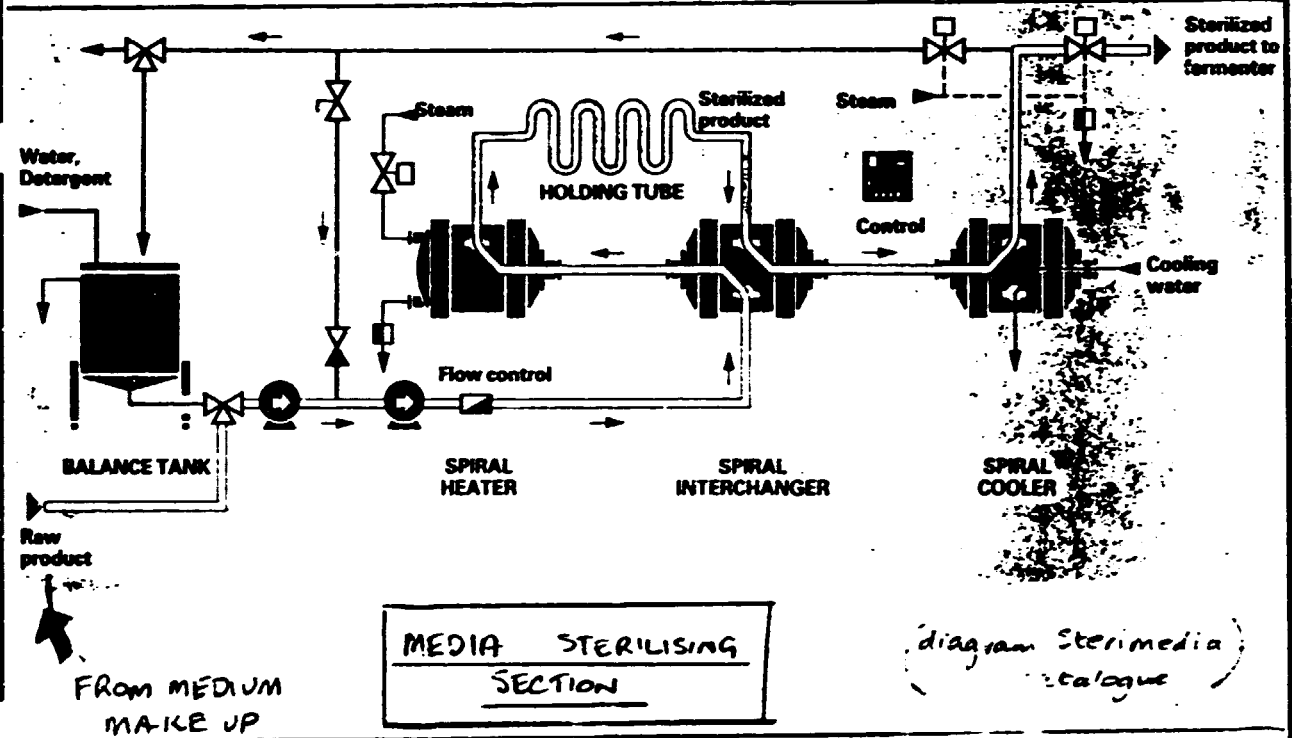 Sterilized
product to
fermenter
Steam
Sterilized
product
Steam
Water,
Detergent
HOLDING TUBE
Control
Cooling
water
Flow control
BALANCE TANK
SPIRAL
HEATER
SPIRAL
INTERCHANGER
SPIRAL
COOLER
Raw
product
MEDIA STERILISING
SECTION
(diagram Sterimedia
talogue)
FROM MEDIUM
MAKE UP